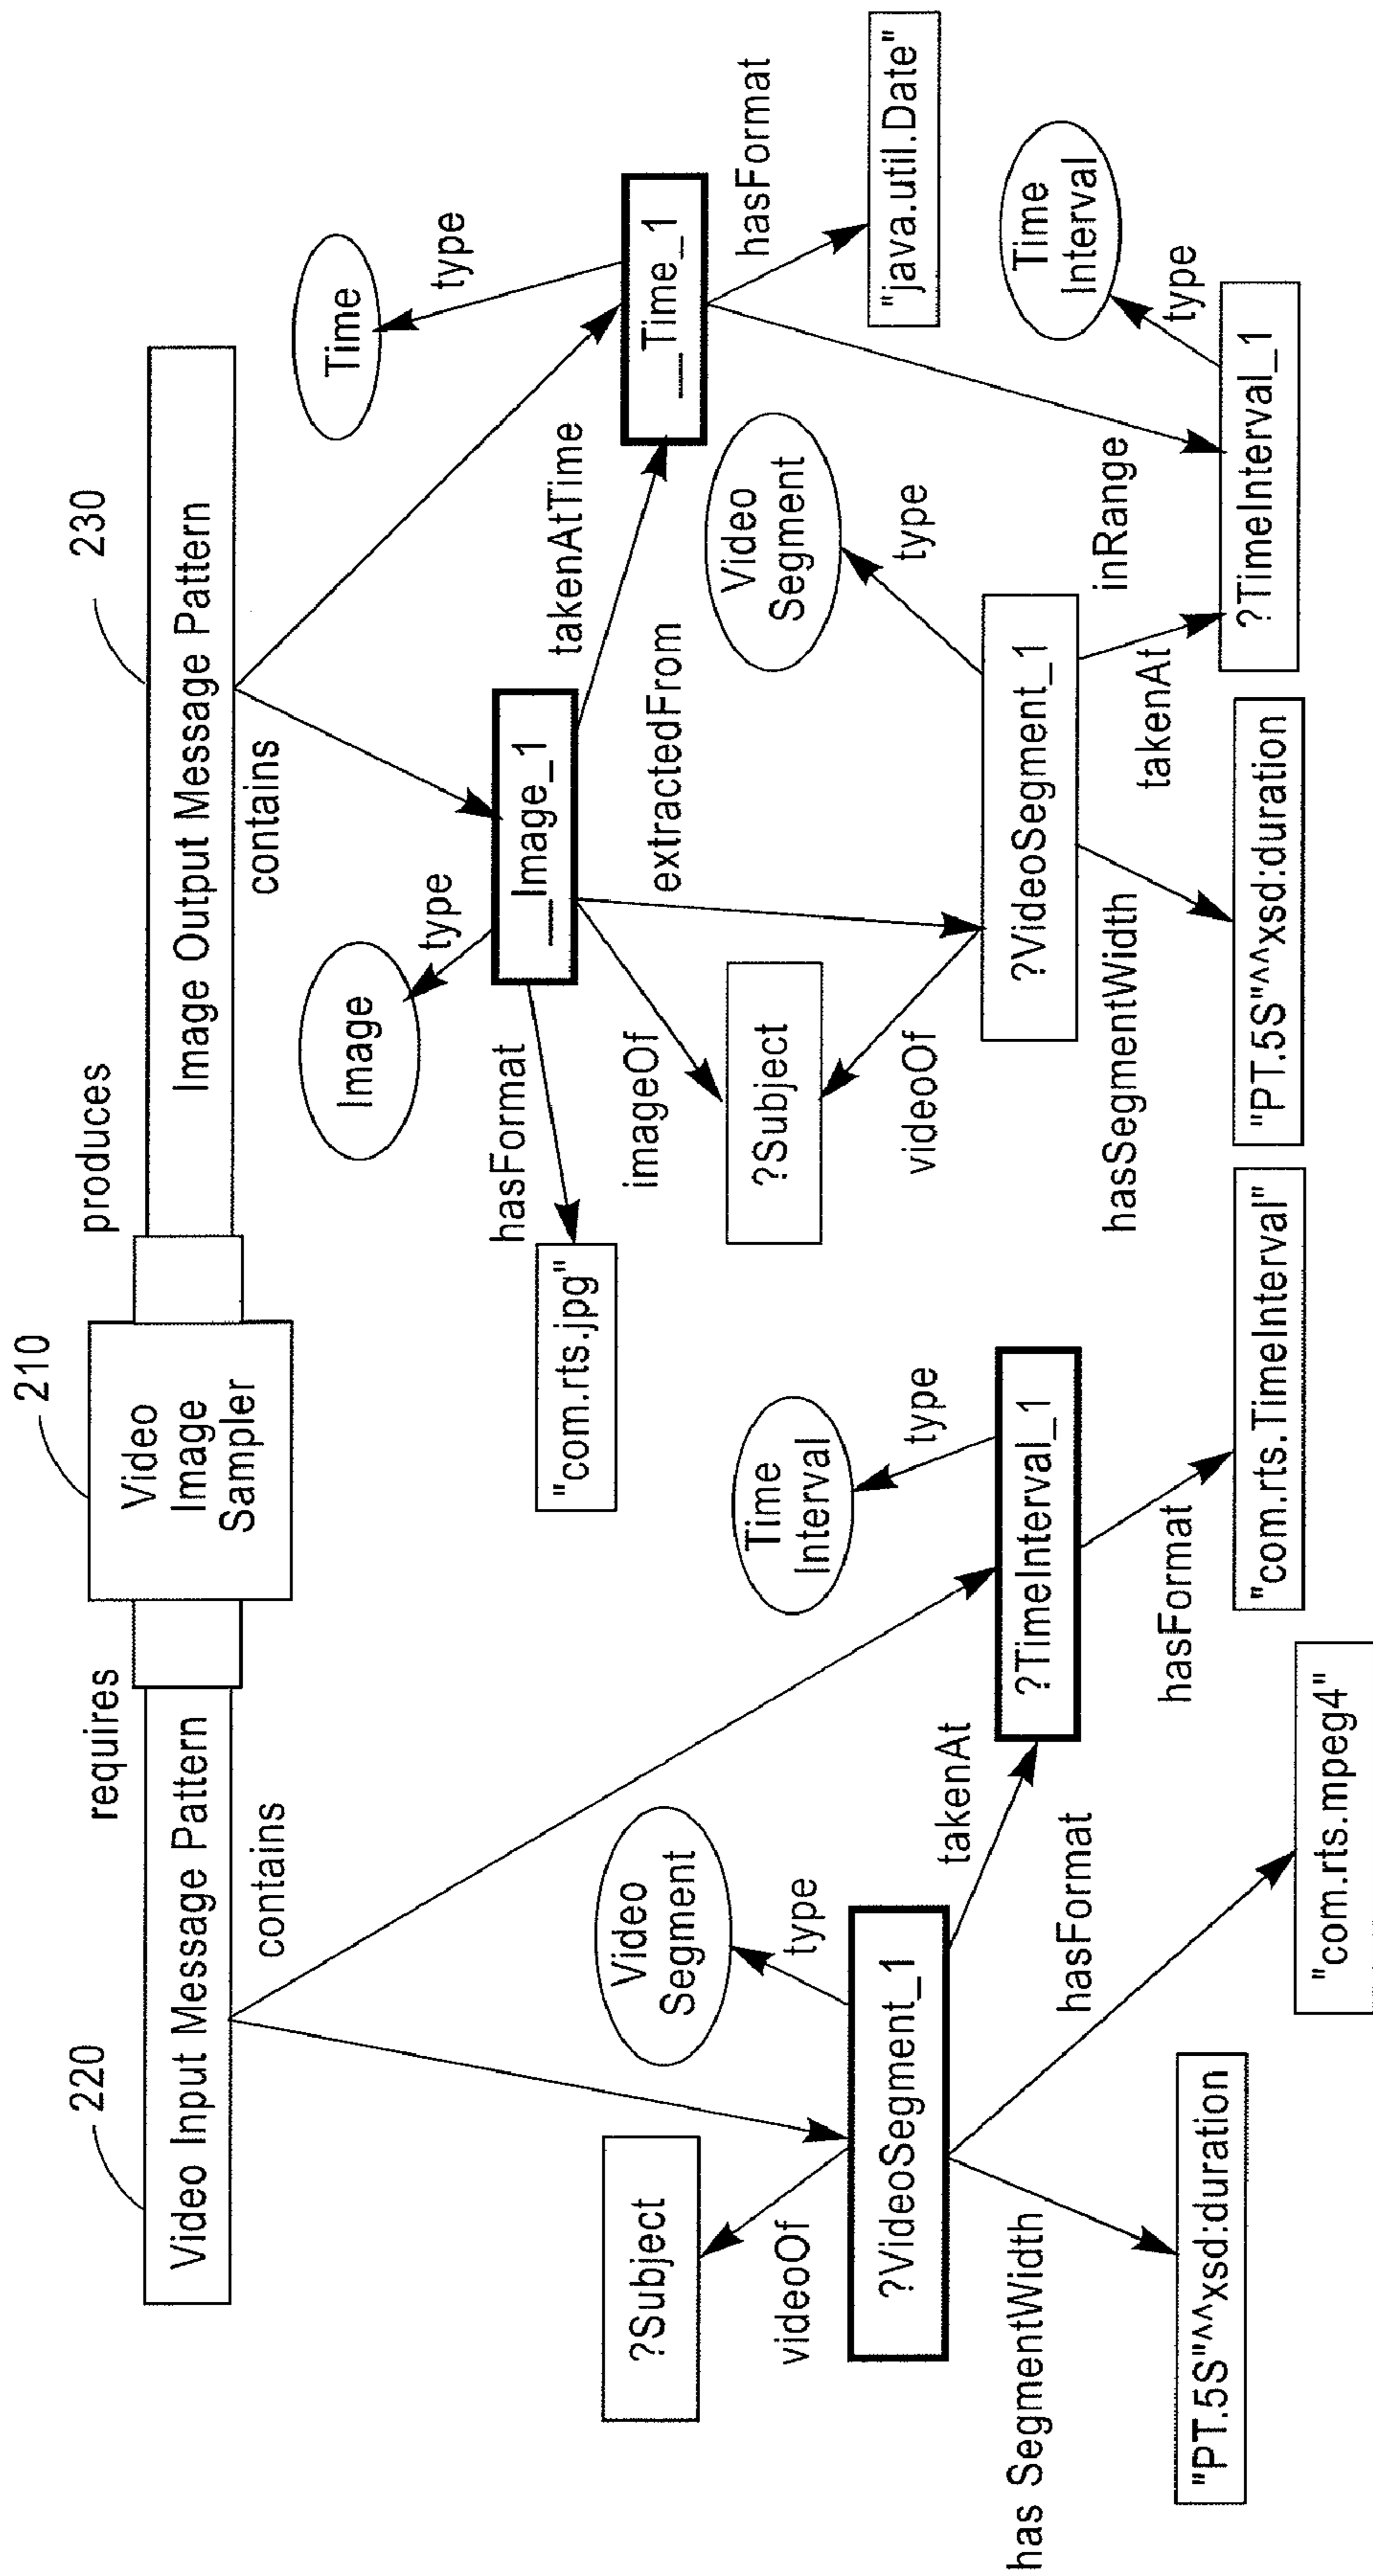 220
210
230
requires
produces
Video Input Message Pattern
Video
Image
Sampler
Image Output Message Pattern
contains
contains
?Subject
videoOf
Video
Segment
type
?VideoSegment_1
has SegmentWidth
"PT.5S"^^xsd:duration
takenAt
hasFormat
"com.rts.mpeg4"
Time
Interval
type
?TimeInterval_1
hasFormat
"com.rts.TimeInterval"
Image
type
__Image_1
hasFormat
"com.rts.jpg"
imageOf
?Subject
videoOf
extractedFrom
takenAtTime
Time
type
__Time_1
hasFormat
"java.util.Date"
Video
Segment
type
?VideoSegment_1
hasSegmentWidth
"PT.5S"^^xsd:duration
takenAt
inRange
Time
Interval
type
?TimeInterval_1